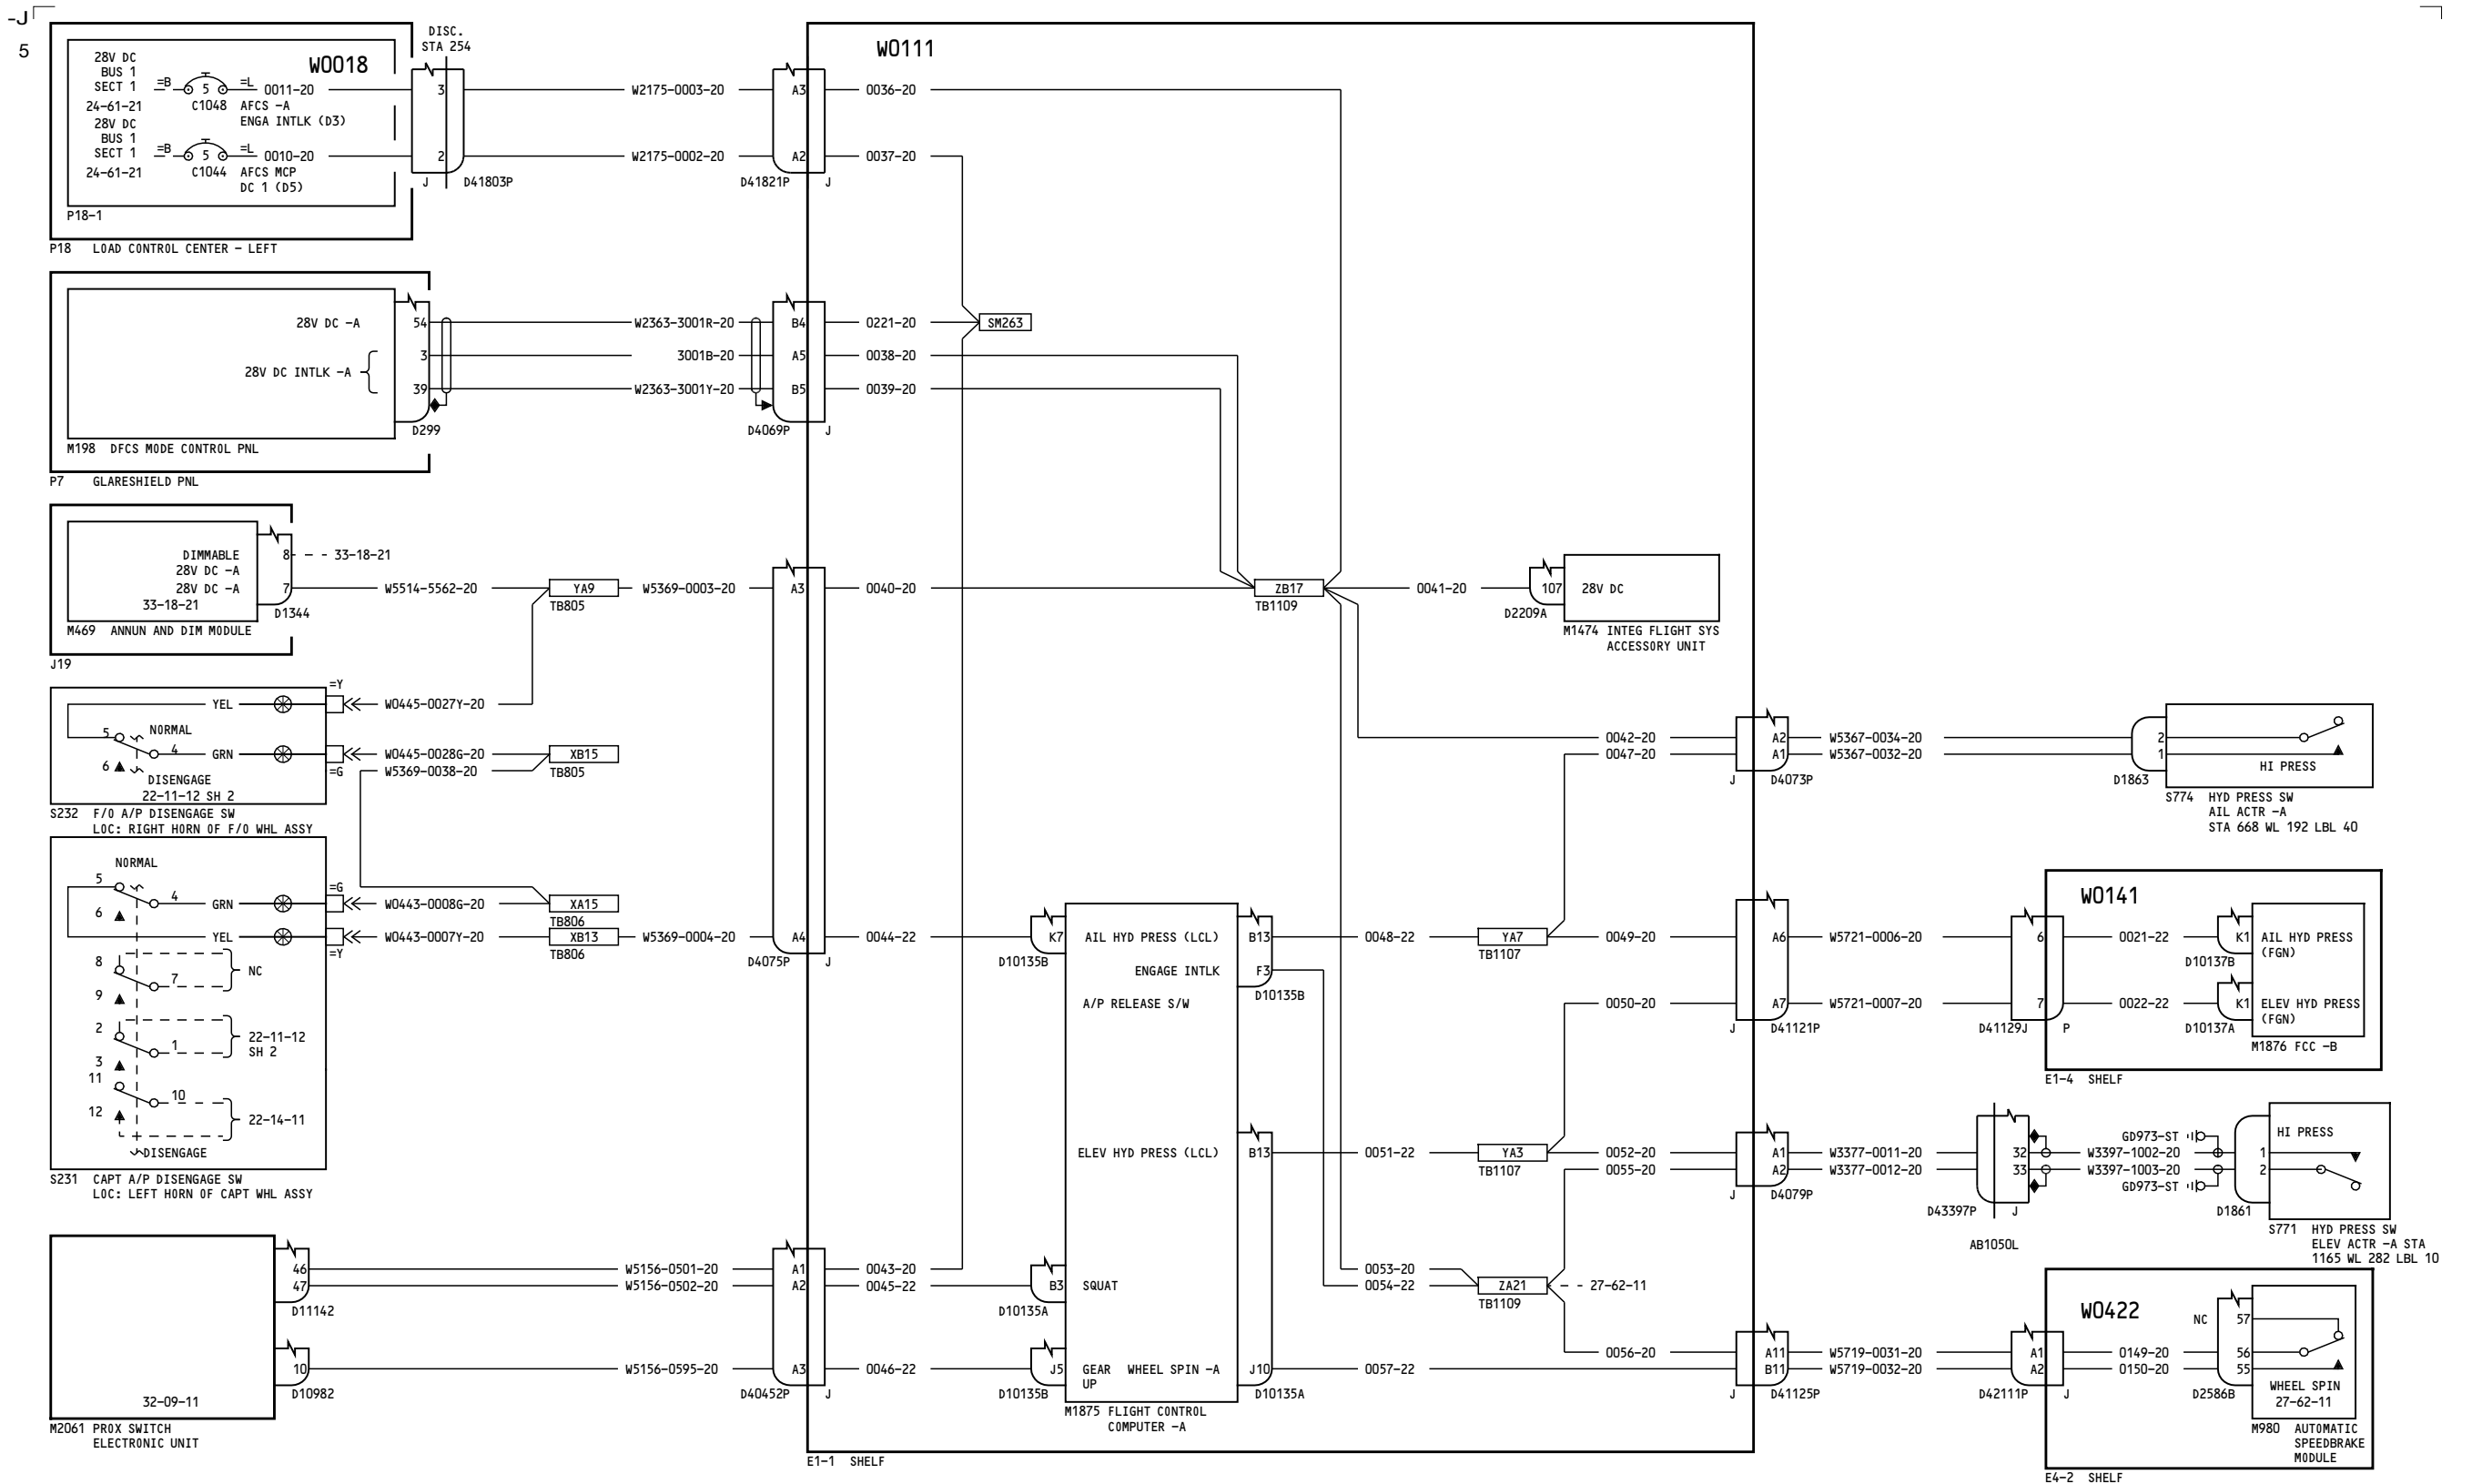 -J
5
28V DC
BUS 1
SECT 1
24-61-21
=B
5
C1048
=L
0011-20
AFCS -A
ENGA INTLK (D3)
W0018
28V DC
BUS 1
SECT 1
24-61-21
=B
5
C1044
=L
0010-20
AFCS MCP
DC 1 (D5)
P18-1
P18 LOAD CONTROL CENTER - LEFT
DISC.
STA 254
3
2
J
D41803P
W2175-0003-20
W2175-0002-20
A3
A2
D41821P
J
W0111
0036-20
0037-20
28V DC -A
28V DC INTLK -A
54
3
39
D299
M198 DFCS MODE CONTROL PNL
P7 GLARESHIELD PNL
W2363-3001R-20
3001B-20
W2363-3001Y-20
B4
A5
B5
D4069P
J
0221-20
0038-20
0039-20
SM263
DIMMABLE
28V DC -A
28V DC -A
33-18-21
8
7
33-18-21
D1344
M469 ANNUN AND DIM MODULE
J19
W5514-5562-20
YA9
TB805
W5369-0003-20
A3
0040-20
ZB17
TB1109
0041-20
107
D2209A
28V DC
M1474 INTEG FLIGHT SYS
ACCESSORY UNIT
YEL
=Y
W0445-0027Y-20
5
NORMAL
4
GRN
=G
6
DISENGAGE
22-11-12 SH 2
W0445-0028G-20
W5369-0038-20
XB15
TB805
S232 F/O A/P DISENGAGE SW
LOC: RIGHT HORN OF F/O WHL ASSY
0042-20
0047-20
A2
A1
J
D4073P
W5367-0034-20
W5367-0032-20
2
1
D1863
HI PRESS
S774 HYD PRESS SW
AIL ACTR -A
STA 668 WL 192 LBL 40
NORMAL
5
4
GRN
=G
6
YEL
=Y
W0443-0008G-20
XA15
TB806
W0443-0007Y-20
XB13
TB806
W5369-0004-20
A4
D4075P
J
8
7
9
NC
2
1
3
22-11-12
SH 2
11
10
12
22-14-11
DISENGAGE
S231 CAPT A/P DISENGAGE SW
LOC: LEFT HORN OF CAPT WHL ASSY
0044-22
K7
D10135B
AIL HYD PRESS (LCL)
ENGAGE INTLK
A/P RELEASE S/W
B13
F3
D10135B
0048-22
YA7
TB1107
0049-20
0050-20
A6
A7
J
D41121P
W5721-0006-20
W5721-0007-20
6
7
D41129J
P
W0141
0021-22
0022-22
K1
D10137B
K1
D10137A
AIL HYD PRESS
(FGN)
ELEV HYD PRESS
(FGN)
M1876 FCC -B
E1-4 SHELF
ELEV HYD PRESS (LCL)
B13
0051-22
YA3
TB1107
0052-20
0055-20
A1
A2
J
D4079P
W3377-0011-20
W3377-0012-20
32
33
D43397P
J
AB1050L
GD973-ST
W3397-1002-20
W3397-1003-20
GD973-ST
1
2
D1861
HI PRESS
S771 HYD PRESS SW
ELEV ACTR -A STA
1165 WL 282 LBL 10
46
47
D11142
10
D10982
32-09-11
M2061 PROX SWITCH
ELECTRONIC UNIT
W5156-0501-20
W5156-0502-20
W5156-0595-20
A1
A2
A3
D40452P
J
0043-20
0045-22
0046-22
B3
D10135A
SQUAT
J5
D10135B
GEAR
UP
WHEEL SPIN -A
J10
D10135A
M1875 FLIGHT CONTROL
COMPUTER -A
0053-20
0054-22
ZA21
TB1109
27-62-11
0056-20
0057-22
A11
B11
J
D41125P
W5719-0031-20
W5719-0032-20
A1
A2
D42111P
J
W0422
0149-20
0150-20
NC
57
56
55
D2586B
WHEEL SPIN
27-62-11
M980 AUTOMATIC
SPEEDBRAKE
MODULE
E4-2 SHELF
E1-1 SHELF